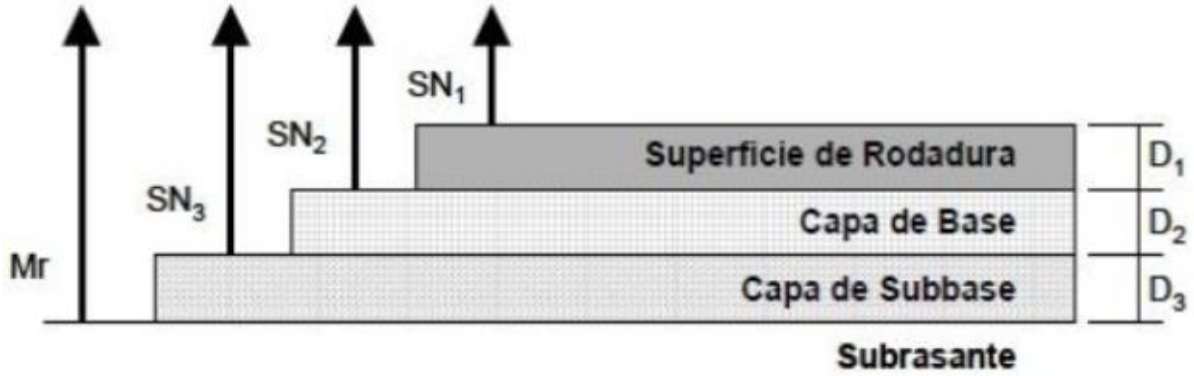 SN₁
SN₂
Superficie de Rodadura
D₁
SN₃
Capa de Base
D₂
Mr
Capa de Subbase
D₃
Subrasante